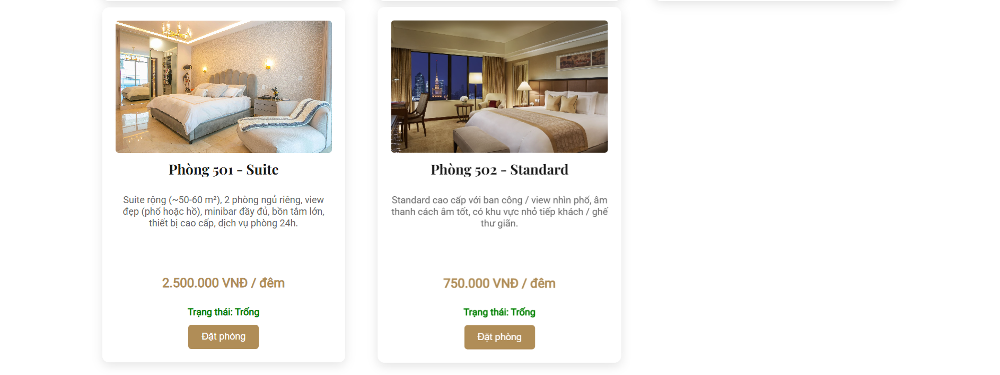 Phòng 501 - Suite
Suite rộng (~50-60 m²), 2 phòng ngủ riêng, view
đẹp (phố hoặc hồ), minibar đầy đủ, bồn tắm lớn,
thiết bị cao cấp, dịch vụ phòng 24h.
2.500.000 VNĐ / đêm
Trạng thái: Trống
Đặt phòng
Phòng 502 - Standard
Standard cao cấp với ban công / view nhìn phố, âm
thanh cách âm tốt, có khu vực nhỏ tiếp khách / ghế
thư giãn.
750.000 VNĐ / đêm
Trạng thái: Trống
Đặt phòng